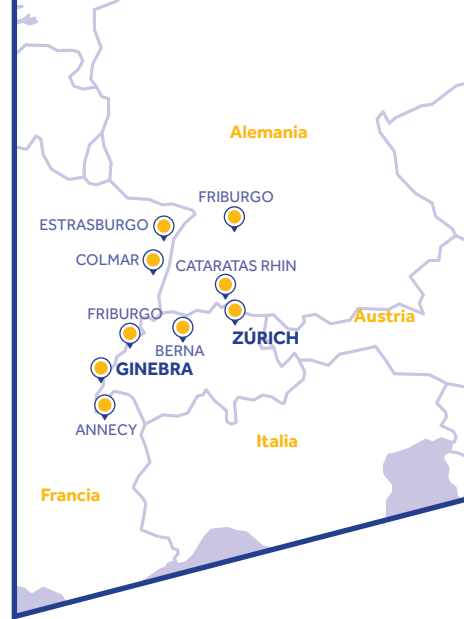 Alemania
FRIBURGO
ESTRASBURGO
COLMAR
CATARATAS RHIN
FRIBURGO
Austria
ZÚRICH
BERNA
GINEBRA
ANNECY
Italia
Francia